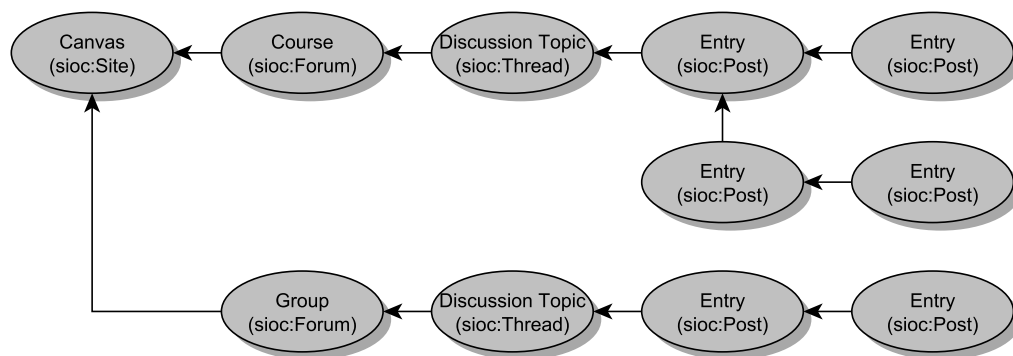 Canvas
(sioc:Site)
Course
(sioc:Forum)
Discussion Topic
(sioc:Thread)
Entry
(sioc:Post)
Entry
(sioc:Post)
Entry
(sioc:Post)
Entry
(sioc:Post)
Group
(sioc:Forum)
Discussion Topic
(sioc:Thread)
Entry
(sioc:Post)
Entry
(sioc:Post)